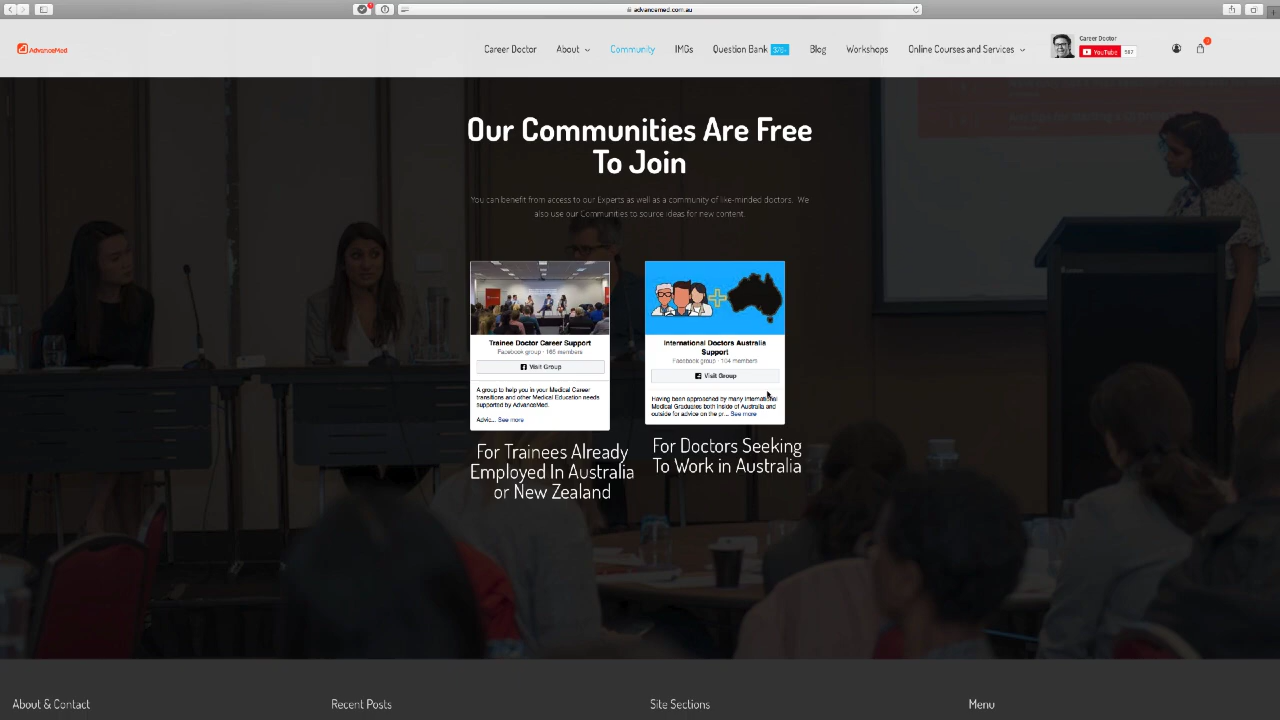 advancemed.com.au
AdvanceMed
Career Doctor
About
Community
IMGs
Question Bank
Blog
Workshops
Online Courses and Services
Career Doctor
YouTube 587
Our Communities Are Free
To Join
You can benefit from access to our Experts as well as a community of like-minded doctors. We
also use our Communities to source ideas for new content.
Trainee Doctor Career Support
Facebook group · 166 members
Visit Group
A group to help you in your Medical Career
transitions and other Medical Education needs
supported by AdvanceMed.
Advic... See more
For Trainees Already
Employed In Australia
or New Zealand
International Doctors Australia
Support
Facebook group · 104 members
Visit Group
Having been approached by many International
Medical Graduates both inside of Australia and
outside for advice on the pr... See more
For Doctors Seeking
To Work in Australia
About & Contact
Recent Posts
Site Sections
Menu